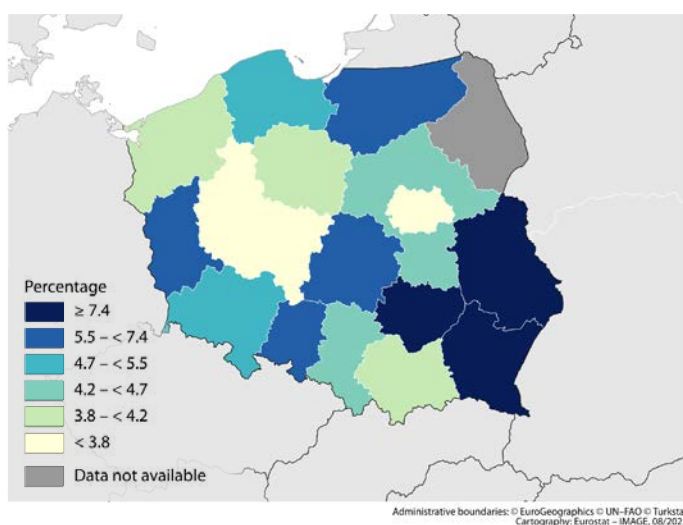 Percentage
≥ 7.4
5.5 – < 7.4
4.7 – < 5.5
4.2 – < 4.7
3.8 – < 4.2
< 3.8
Data not available
Administrative boundaries: © EuroGeographics © UN–FAO © Turksta
Cartography: Eurostat – IMAGE, 08/202